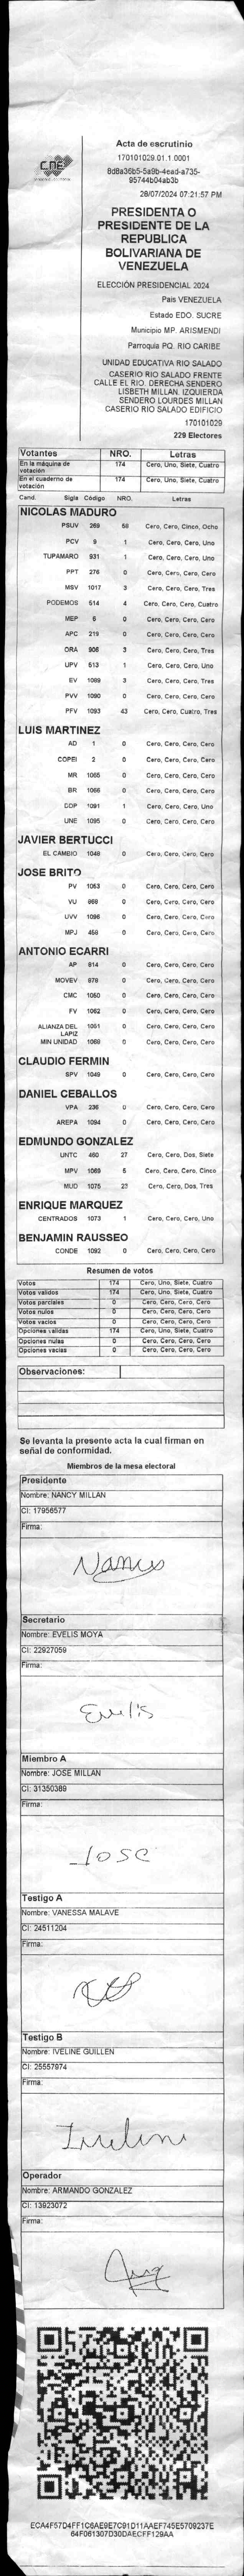 CNE
Acta de escrutinio
170101029.01.1.0001
8d8a36b5-5a9b-4ead-a735-
95744b04ab3b
28/07/2024 07:21:57 PM
PRESIDENTA O
PRESIDENTE DE LA
REPUBLICA
BOLIVARIANA DE
VENEZUELA
ELECCIÓN PRESIDENCIAL 2024
Pais VENEZUELA
Estado EDO. SUCRE
Municipio MP. ARISMENDI
Parroquia PQ. RIO CARIBE
UNIDAD EDUCATIVA RIO SALADO
CASERIO RIO SALADO FRENTE
CALLE EL RIO. DERECHA SENDERO
LISBETH MILLAN. IZQUIERDA
SENDERO LOURDES MILLAN
CASERIO RIO SALADO EDIFICIO
170101029
229 Electores
Votantes NRO. Letras
En la máquina de votación 174 Cero, Uno, Siete, Cuatro
En el cuaderno de votación 174 Cero, Uno, Siete, Cuatro
Cand. Sigla Código NRO. Letras
NICOLAS MADURO
PSUV 269 58 Cero, Cero, Cinco, Ocho
PCV 9 1 Cero, Cero, Cero, Uno
TUPAMARO 931 1 Cero, Cero, Cero, Uno
PPT 276 0 Cero, Cero, Cero, Cero
MSV 1017 3 Cero, Cero, Cero, Tres
PODEMOS 514 4 Cero, Cero, Cero, Cuatro
MEP 6 0 Cero, Cero, Cero, Cero
APC 219 0 Cero, Cero, Cero, Cero
ORA 906 3 Cero, Cero, Cero, Tres
UPV 513 1 Cero, Cero, Cero, Uno
EV 1089 3 Cero, Cero, Cero, Tres
PVV 1090 0 Cero, Cero, Cero, Cero
PFV 1093 43 Cero, Cero, Cuatro, Tres
LUIS MARTINEZ
AD 1 0 Cero, Cero, Cero, Cero
COPEI 2 0 Cero, Cero, Cero, Cero
MR 1065 0 Cero, Cero, Cero, Cero
BR 1066 0 Cero, Cero, Cero, Cero
DDP 1091 1 Cero, Cero, Cero, Uno
UNE 1095 0 Cero, Cero, Cero, Cero
JAVIER BERTUCCI
EL CAMBIO 1048 0 Cero, Cero, Cero, Cero
JOSE BRITO
PV 1053 0 Cero, Cero, Cero, Cero
VU 869 0 Cero, Cero, Cero, Cero
UVV 1096 0 Cero, Cero, Cero, Cero
MPJ 458 0 Cero, Cero, Cero, Cero
ANTONIO ECARRI
AP 814 0 Cero, Cero, Cero, Cero
MOVEV 978 0 Cero, Cero, Cero, Cero
CMC 1050 0 Cero, Cero, Cero, Cero
FV 1062 0 Cero, Cero, Cero, Cero
ALIANZA DEL LAPIZ 1051 0 Cero, Cero, Cero, Cero
MIN UNIDAD 1069 0 Cero, Cero, Cero, Cero
CLAUDIO FERMIN
SPV 1049 0 Cero, Cero, Cero, Cero
DANIEL CEBALLOS
VPA 236 0 Cero, Cero, Cero, Cero
AREPA 1094 0 Cero, Cero, Cero, Cero
EDMUNDO GONZALEZ
UNTC 460 27 Cero, Cero, Dos, Siete
MPV 1069 5 Cero, Cero, Cero, Cinco
MUD 1075 23 Cero, Cero, Dos, Tres
ENRIQUE MARQUEZ
CENTRADOS 1073 1 Cero, Cero, Cero, Uno
BENJAMIN RAUSSEO
CONDE 1092 0 Cero, Cero, Cero, Cero
Resumen de votos
Votos 174 Cero, Uno, Siete, Cuatro
Votos validos 174 Cero, Uno, Siete, Cuatro
Votos parciales 0 Cero, Cero, Cero, Cero
Votos nulos 0 Cero, Cero, Cero, Cero
Votos vacios 0 Cero, Cero, Cero, Cero
Opciones validas 174 Cero, Uno, Siete, Cuatro
Opciones nulas 0 Cero, Cero, Cero, Cero
Opciones vacias 0 Cero, Cero, Cero, Cero
Observaciones:
Se levanta la presente acta la cual firman en
señal de conformidad.
Miembros de la mesa electoral
Presidente
Nombre: NANCY MILLAN
CI: 17956577
Firma:
Nancy
Secretario
Nombre: EVELIS MOYA
CI: 22927059
Firma:
Evelis
Miembro A
Nombre: JOSE MILLAN
CI: 31350389
Firma:
Jose
Testigo A
Nombre: VANESSA MALAVE
CI: 24511204
Firma:
Testigo B
Nombre: IVELINE GUILLEN
CI: 25557974
Firma:
Iveline
Operador
Nombre: ARMANDO GONZALEZ
CI: 13923072
Firma:
ECA4F57D4FF1C6AE9E7C91D11AAEF745E5709237E
64F061307D30DAECFF129AA